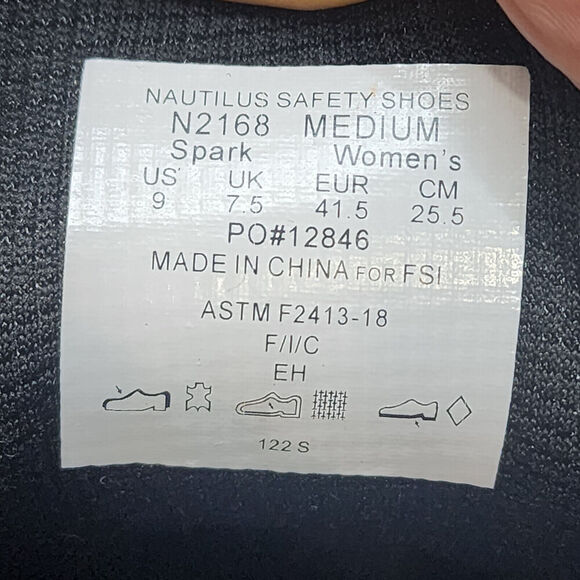 NAUTILUS SAFETY SHOES
N2168 MEDIUM
Spark Women's
US UK EUR CM
9 7.5 41.5 25.5
PO#12846
MADE IN CHINA FOR FSI
ASTM F2413-18
F/I/C
EH
122 S